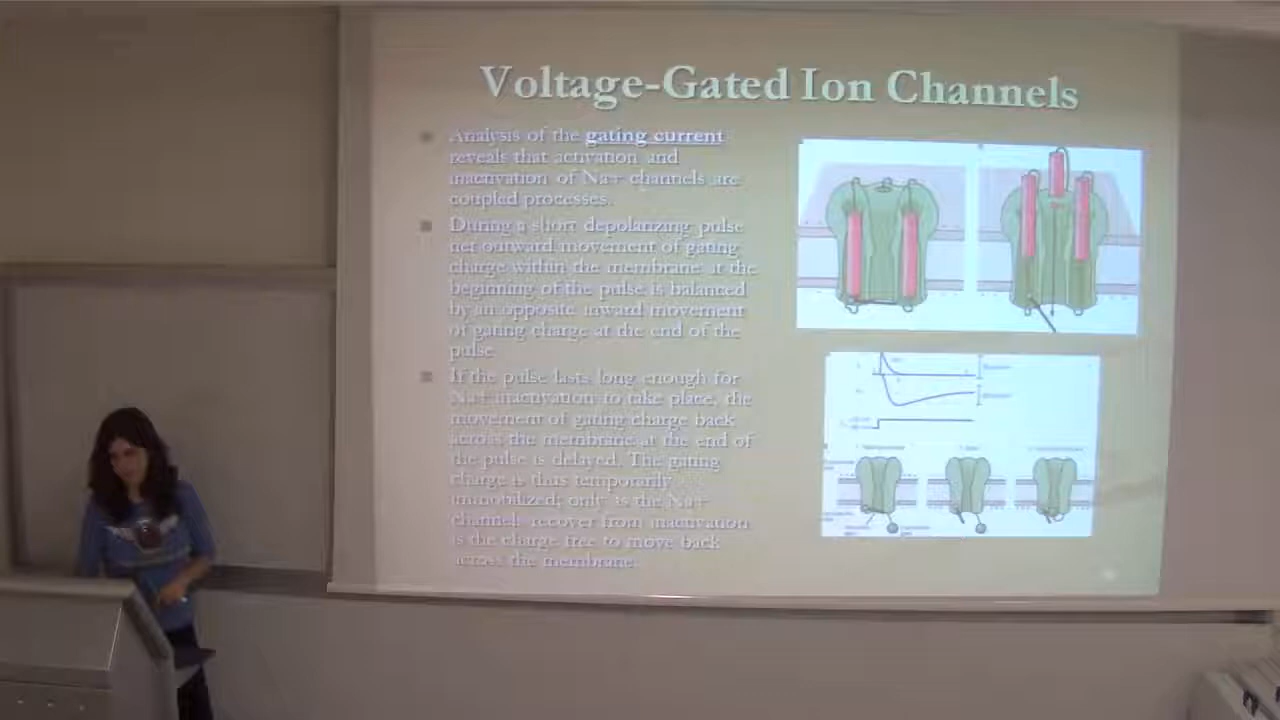 Voltage-Gated Ion Channels
Analysis of the gating current
reveals that activation and
inactivation of Na+ channels are
coupled processes.
During a short depolarizing pulse
net outward movement of gating
charge within the membrane at the
beginning of the pulse is balanced
by an opposite inward movement
of gating charge at the end of the
pulse
If the pulse lasts long enough for
Na+ inactivation to take place, the
movement of gating charge back
across the membrane at the end of
the pulse is delayed. The gating
charge is thus temporarily
immobilized; only is the Na+
channels recover from inactivation
is the charge free to move back
across the membrane.